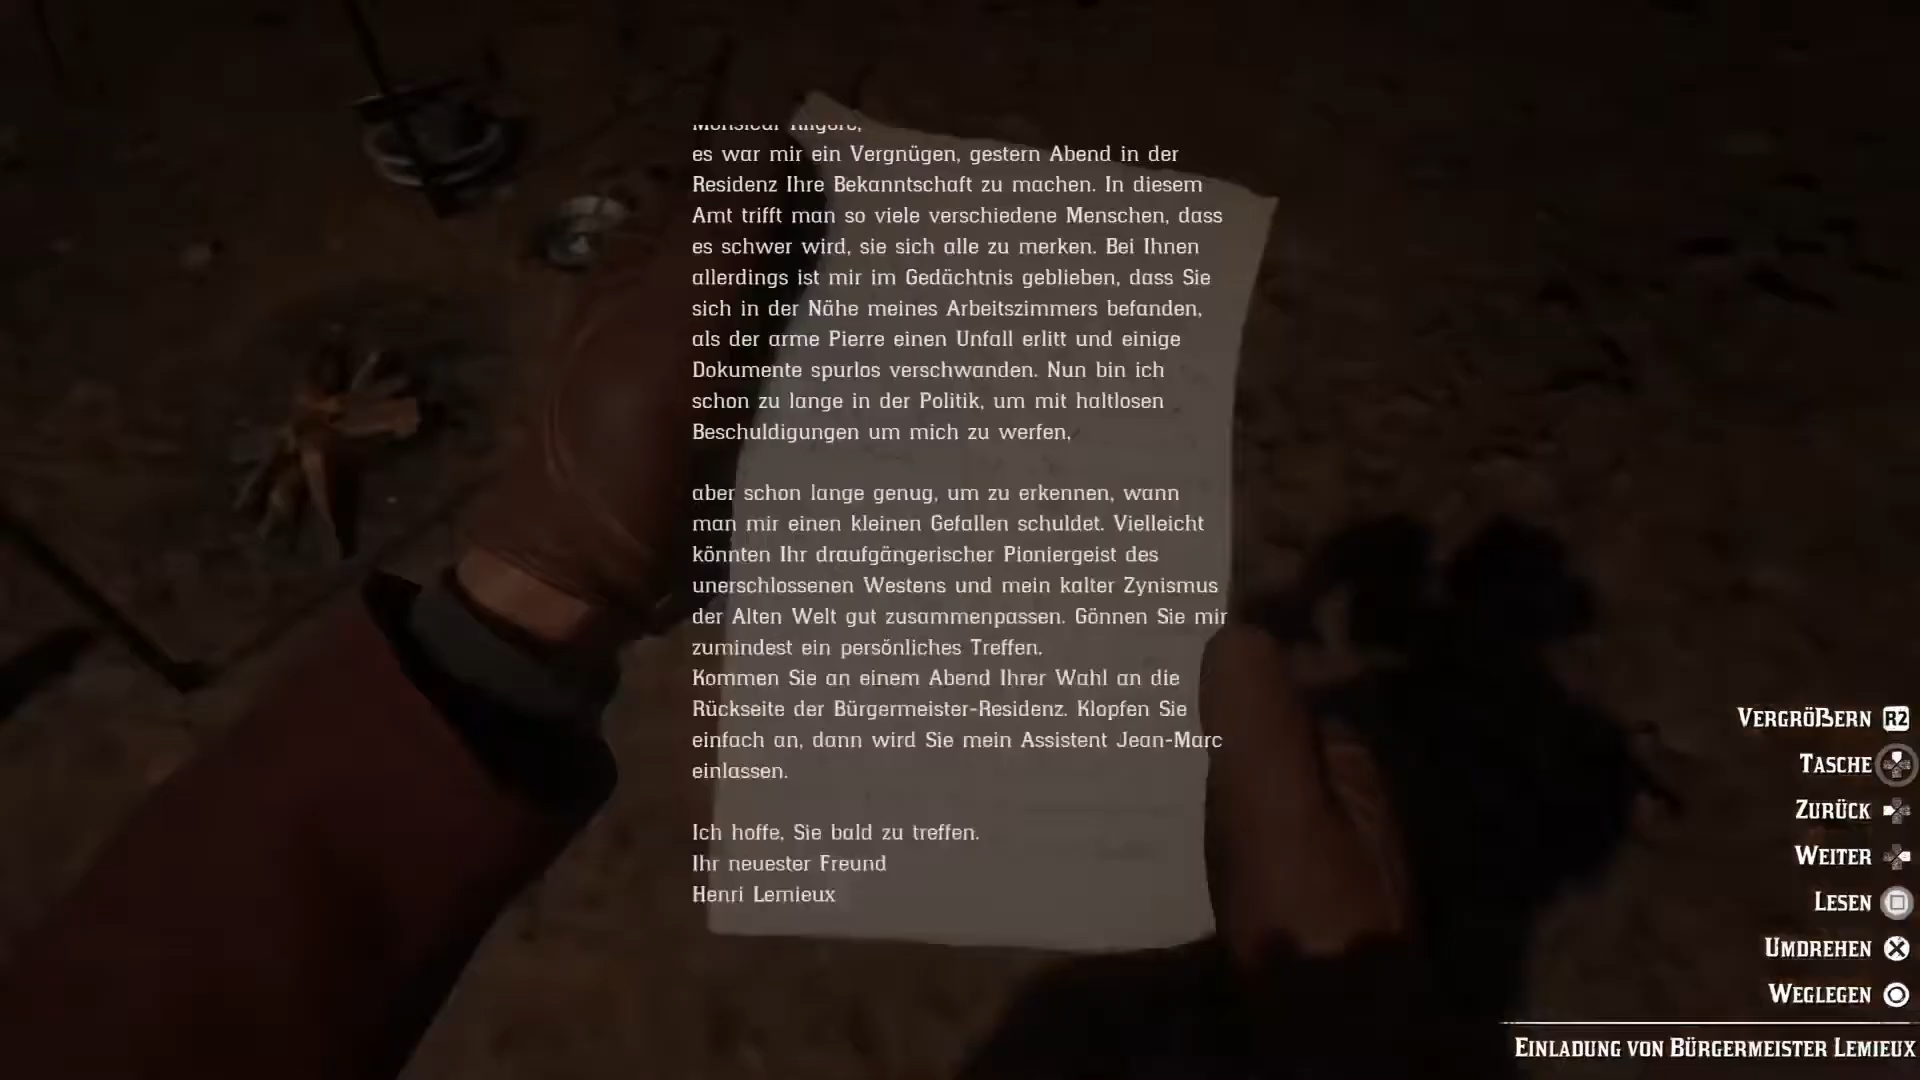 Monsieur Kilgore,
es war mir ein Vergnügen, gestern Abend in der
Residenz Ihre Bekanntschaft zu machen. In diesem
Amt trifft man so viele verschiedene Menschen, dass
es schwer wird, sie sich alle zu merken. Bei Ihnen
allerdings ist mir im Gedächtnis geblieben, dass Sie
sich in der Nähe meines Arbeitszimmers befanden,
als der arme Pierre einen Unfall erlitt und einige
Dokumente spurlos verschwanden. Nun bin ich
schon zu lange in der Politik, um mit haltlosen
Beschuldigungen um mich zu werfen,
aber schon lange genug, um zu erkennen, wann
man mir einen kleinen Gefallen schuldet. Vielleicht
könnten Ihr draufgängerischer Pioniergeist des
unerschlossenen Westens und mein kalter Zynismus
der Alten Welt gut zusammenpassen. Gönnen Sie mir
zumindest ein persönliches Treffen.
Kommen Sie an einem Abend Ihrer Wahl an die
Rückseite der Bürgermeister-Residenz. Klopfen Sie
einfach an, dann wird Sie mein Assistent Jean-Marc
einlassen.
Ich hoffe, Sie bald zu treffen.
Ihr neuester Freund
Henri Lemieux
VERGRÖẞERN R2
TASCHE
ZURÜCK
WEITER
LESEN
UMDREHEN
WEGLEGEN
EINLADUNG VON BÜRGERMEISTER LEMIEUX